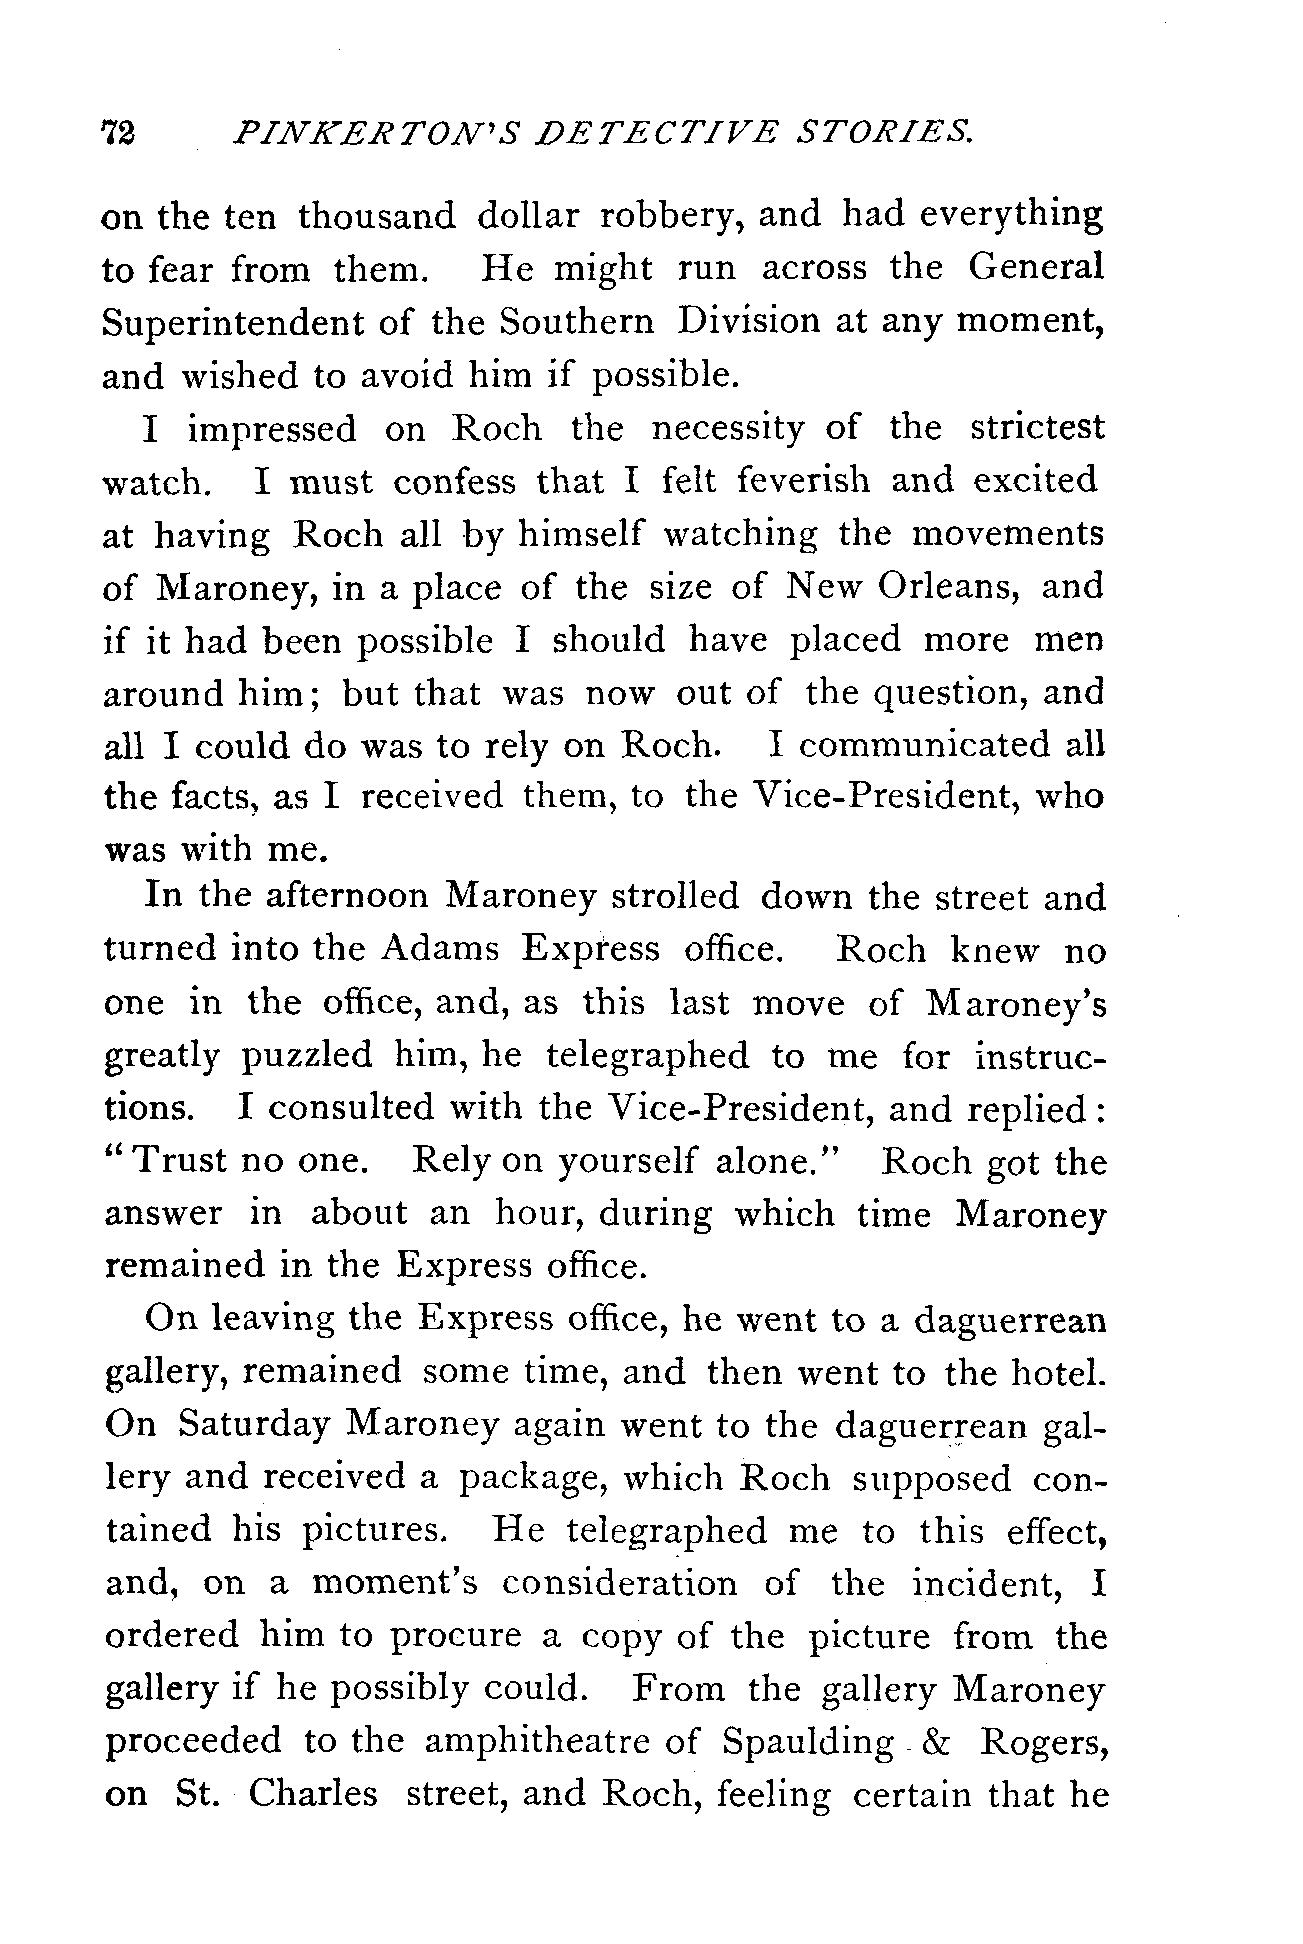 72 PINKERTON'S DETECTIVE STORIES.
on the ten thousand dollar robbery, and had everything
to fear from them. He might run across the General
Superintendent of the Southern Division at any moment,
and wished to avoid him if possible.
I impressed on Roch the necessity of the strictest
watch. I must confess that I felt feverish and excited
at having Roch all by himself watching the movements
of Maroney, in a place of the size of New Orleans, and
if it had been possible I should have placed more men
around him; but that was now out of the question, and
all I could do was to rely on Roch. I communicated all
the facts, as I received them, to the Vice-President, who
was with me.
In the afternoon Maroney strolled down the street and
turned into the Adams Express office. Roch knew no
one in the office, and, as this last move of Maroney's
greatly puzzled him, he telegraphed to me for instruc-
tions. I consulted with the Vice-President, and replied:
"Trust no one. Rely on yourself alone." Roch got the
answer in about an hour, during which time Maroney
remained in the Express office.
On leaving the Express office, he went to a daguerrean
gallery, remained some time, and then went to the hotel.
On Saturday Maroney again went to the daguerrean gal-
lery and received a package, which Roch supposed con-
tained his pictures. He telegraphed me to this effect,
and, on a moment's consideration of the incident, I
ordered him to procure a copy of the picture from the
gallery if he possibly could. From the gallery Maroney
proceeded to the amphitheatre of Spaulding & Rogers,
on St. Charles street, and Roch, feeling certain that he